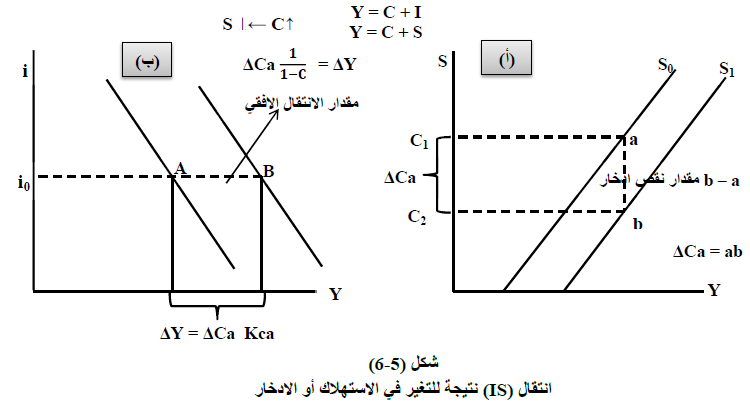 Y = C + I
S ↓← C↑
Y = C + S
(ب)
(أ)
i
ΔCa 1/1−C = ΔY
مقدار الانتقال الافقي
A
B
i0
Y
ΔY = ΔCa Kca
S
S0
S1
C1
a
ΔCa
b – a مقدار نقص ادخار
C2
b
ΔCa = ab
Y
شكل (5-6)
انتقال (IS) نتيجة للتغير في الاستهلاك أو الادخار